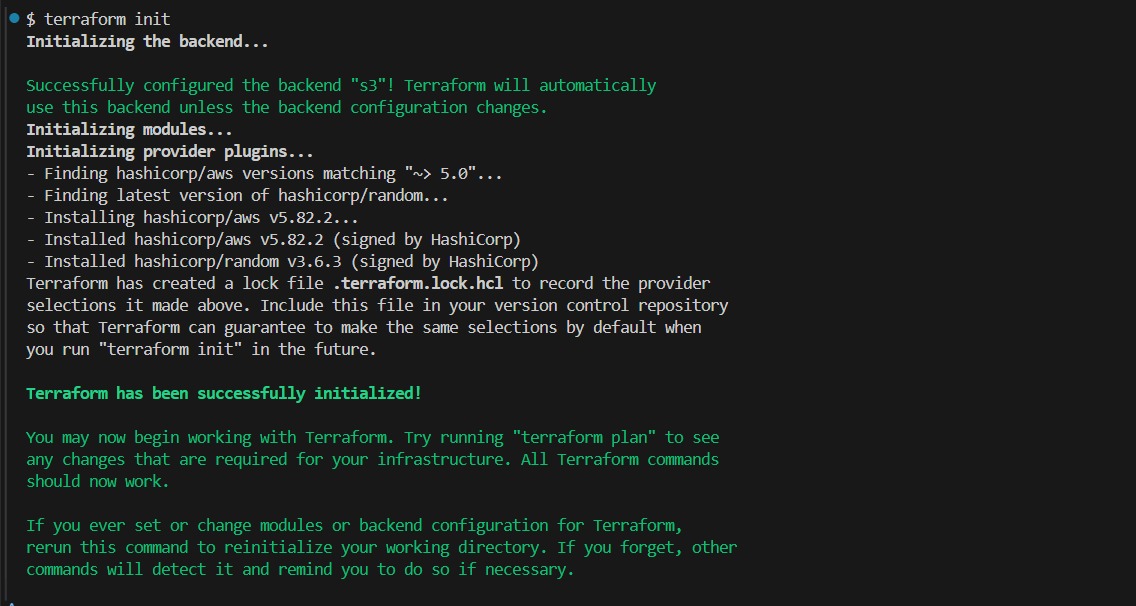 $ terraform init
Initializing the backend...
Successfully configured the backend "s3"! Terraform will automatically
use this backend unless the backend configuration changes.
Initializing modules...
Initializing provider plugins...
- Finding hashicorp/aws versions matching "~> 5.0"...
- Finding latest version of hashicorp/random...
- Installing hashicorp/aws v5.82.2...
- Installed hashicorp/aws v5.82.2 (signed by HashiCorp)
- Installed hashicorp/random v3.6.3 (signed by HashiCorp)
Terraform has created a lock file .terraform.lock.hcl to record the provider
selections it made above. Include this file in your version control repository
so that Terraform can guarantee to make the same selections by default when
you run "terraform init" in the future.
Terraform has been successfully initialized!
You may now begin working with Terraform. Try running "terraform plan" to see
any changes that are required for your infrastructure. All Terraform commands
should now work.
If you ever set or change modules or backend configuration for Terraform,
rerun this command to reinitialize your working directory. If you forget, other
commands will detect it and remind you to do so if necessary.